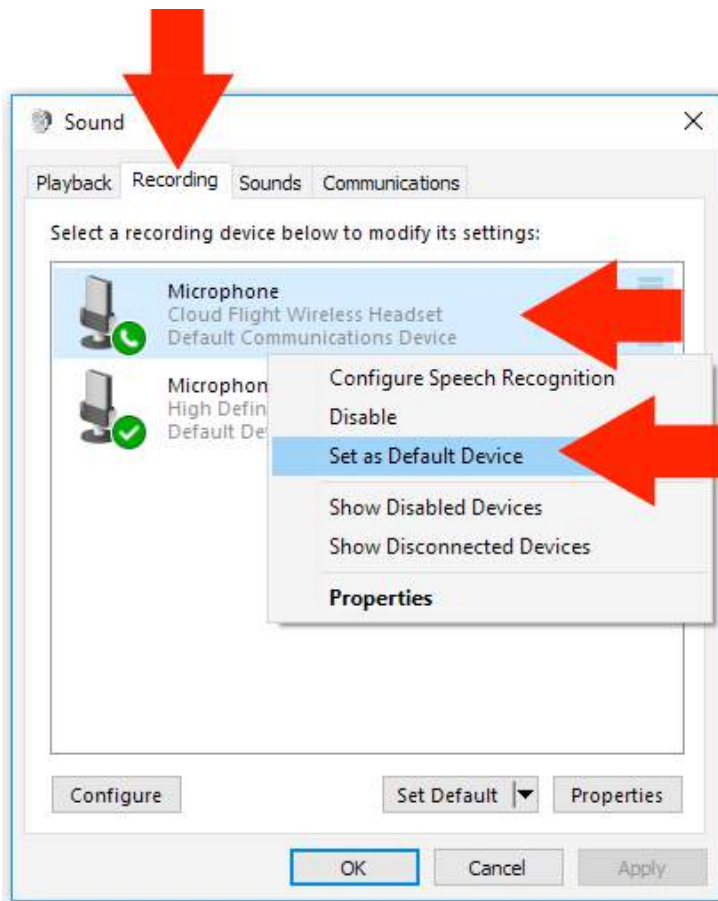 Sound
Playback Recording Sounds Communications
Select a recording device below to modify its settings:
Microphone
Cloud Flight Wireless Headset
Default Communications Device
Microphon
High Defin
Default De
Configure Speech Recognition
Disable
Set as Default Device
Show Disabled Devices
Show Disconnected Devices
Properties
Configure Set Default Properties
OK Cancel Apply